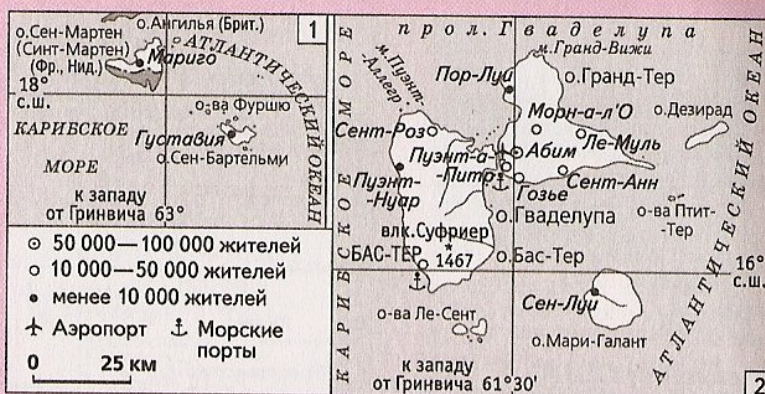 о.Сен-Мартен
(Синт-Мартен)
(Фр., Нид.)
о.Ангилья (Брит.)
1
Мариго
АТЛАНТИЧЕСКИЙ ОКЕАН
18°
с.ш.
о-ва Фуршю
КАРИБСКОЕ
МОРЕ
Густавия
о.Сен-Бартельми
к западу
от Гринвича 63°
50 000—100 000 жителей
10 000—50 000 жителей
менее 10 000 жителей
Аэропорт
Морские
порты
0 25 км
прол. Гваделупа
КАРИБСКОЕ МОРЕ
м.Пуэнт-
-Аллегр
м.Гранд-Вижи
Пор-Луи
о.Гранд-Тер
АТЛАНТИЧЕСКИЙ ОКЕАН
Морн-а-л'О
о.Дезирад
Сент-Роз
Ле-Муль
Абим
Пуэнт-а-
-Питр
Пуэнт-
-Нуар
Сент-Анн
Гозье
о.Гваделупа
о-ва Птит-
-Тер
влк.Суфриер
1467
БАС-ТЕР
о.Бас-Тер
16°
с.ш.
Сен-Луи
о-ва Ле-Сент
о.Мари-Галант
к западу
от Гринвича 61°30'
2